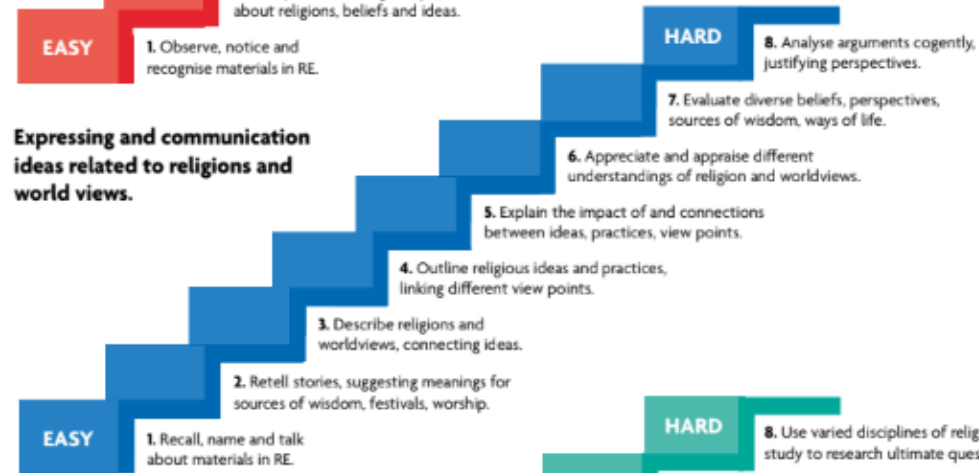 about religions, beliefs and ideas.
EASY
1. Observe, notice and
recognise materials in RE.
Expressing and communication
ideas related to religions and
world views.
HARD
8. Analyse arguments cogently,
justifying perspectives.
7. Evaluate diverse beliefs, perspectives,
sources of wisdom, ways of life.
6. Appreciate and appraise different
understandings of religion and worldviews.
5. Explain the impact of and connections
between ideas, practices, view points.
4. Outline religious ideas and practices,
linking different view points.
3. Describe religions and
worldviews, connecting ideas.
2. Retell stories, suggesting meanings for
sources of wisdom, festivals, worship.
EASY
1. Recall, name and talk
about materials in RE.
HARD
8. Use varied disciplines of
study to research ultimate